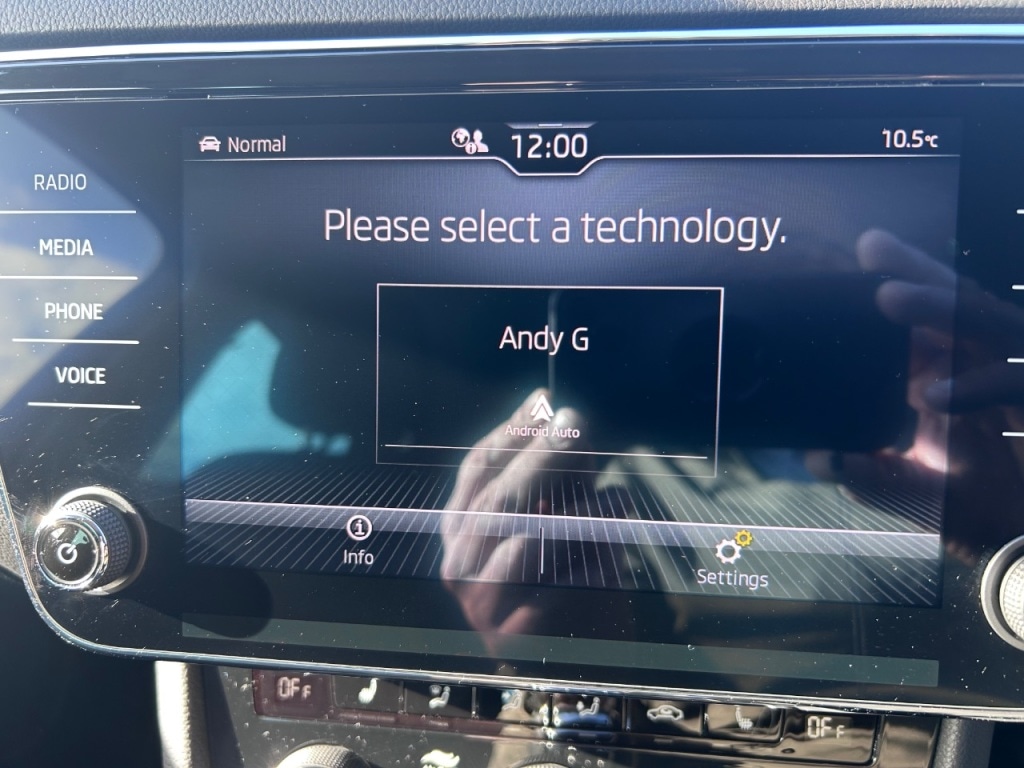 Normal
12:00
10.5°C
RADIO
MEDIA
PHONE
VOICE
Please select a technology.
Andy G
Android Auto
Info
Settings
OFF
OFF